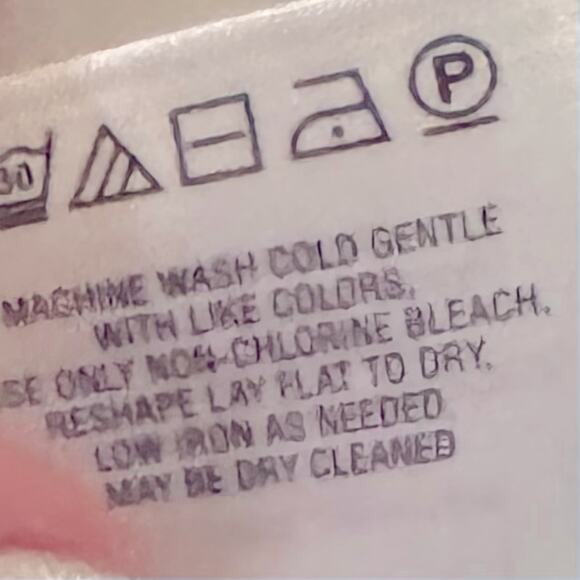 30
P
MACHINE WASH COLD GENTLE
WITH LIKE COLORS.
SE ONLY NON-CHLORINE BLEACH.
RESHAPE LAY FLAT TO DRY.
LOW IRON AS NEEDED
MAY BE DRY CLEANED